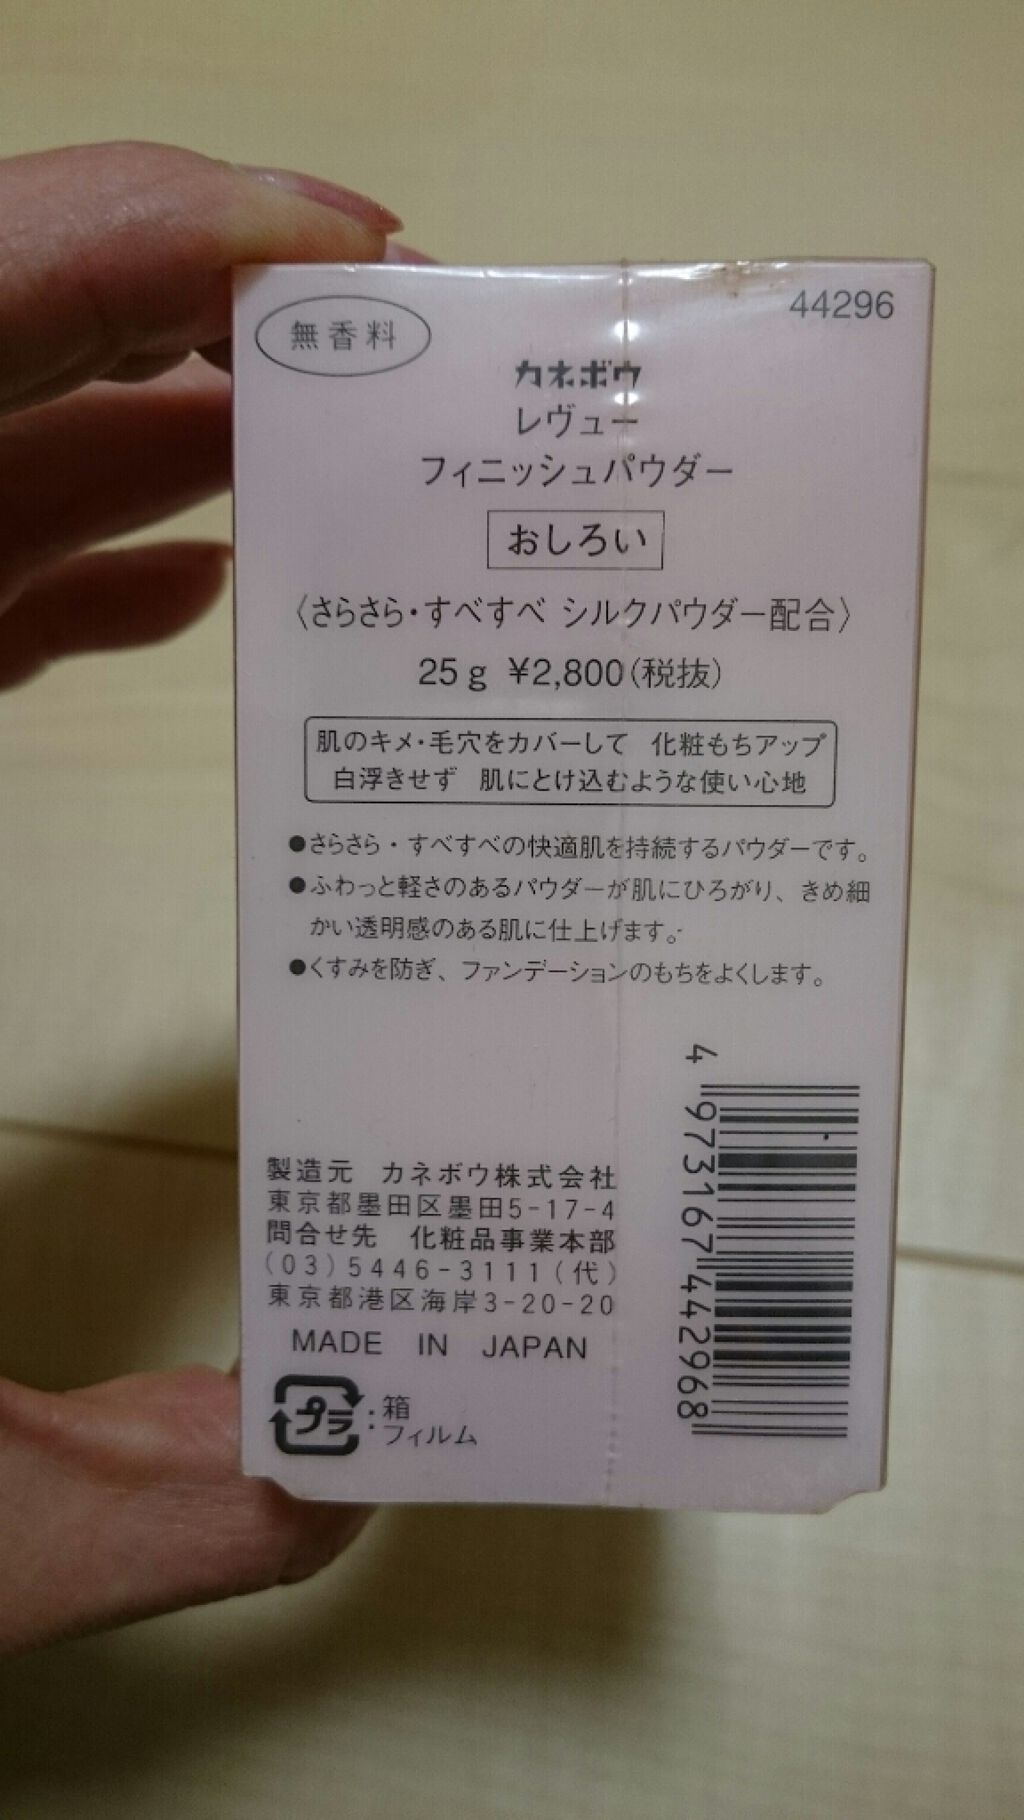 無香料
44296
カネボウ
レヴュー
フィニッシュパウダー
おしろい
〈さらさら・すべすべ シルクパウダー配合〉
25g ¥2,800(税抜)
肌のキメ・毛穴をカバーして 化粧もちアップ
白浮きせず 肌にとけ込むような使い心地
●さらさら・すべすべの快適肌を持続するパウダーです。
●ふわっと軽さのあるパウダーが肌にひろがり、きめ細
かい透明感のある肌に仕上げます。
●くすみを防ぎ、ファンデーションのもちをよくします。
製造元 カネボウ株式会社
東京都墨田区墨田5-17-4
問合せ先 化粧品事業本部
(03)5446-3111(代)
東京都港区海岸3-20-20
MADE IN JAPAN
プラ:箱
フィルム
4 973167 442968